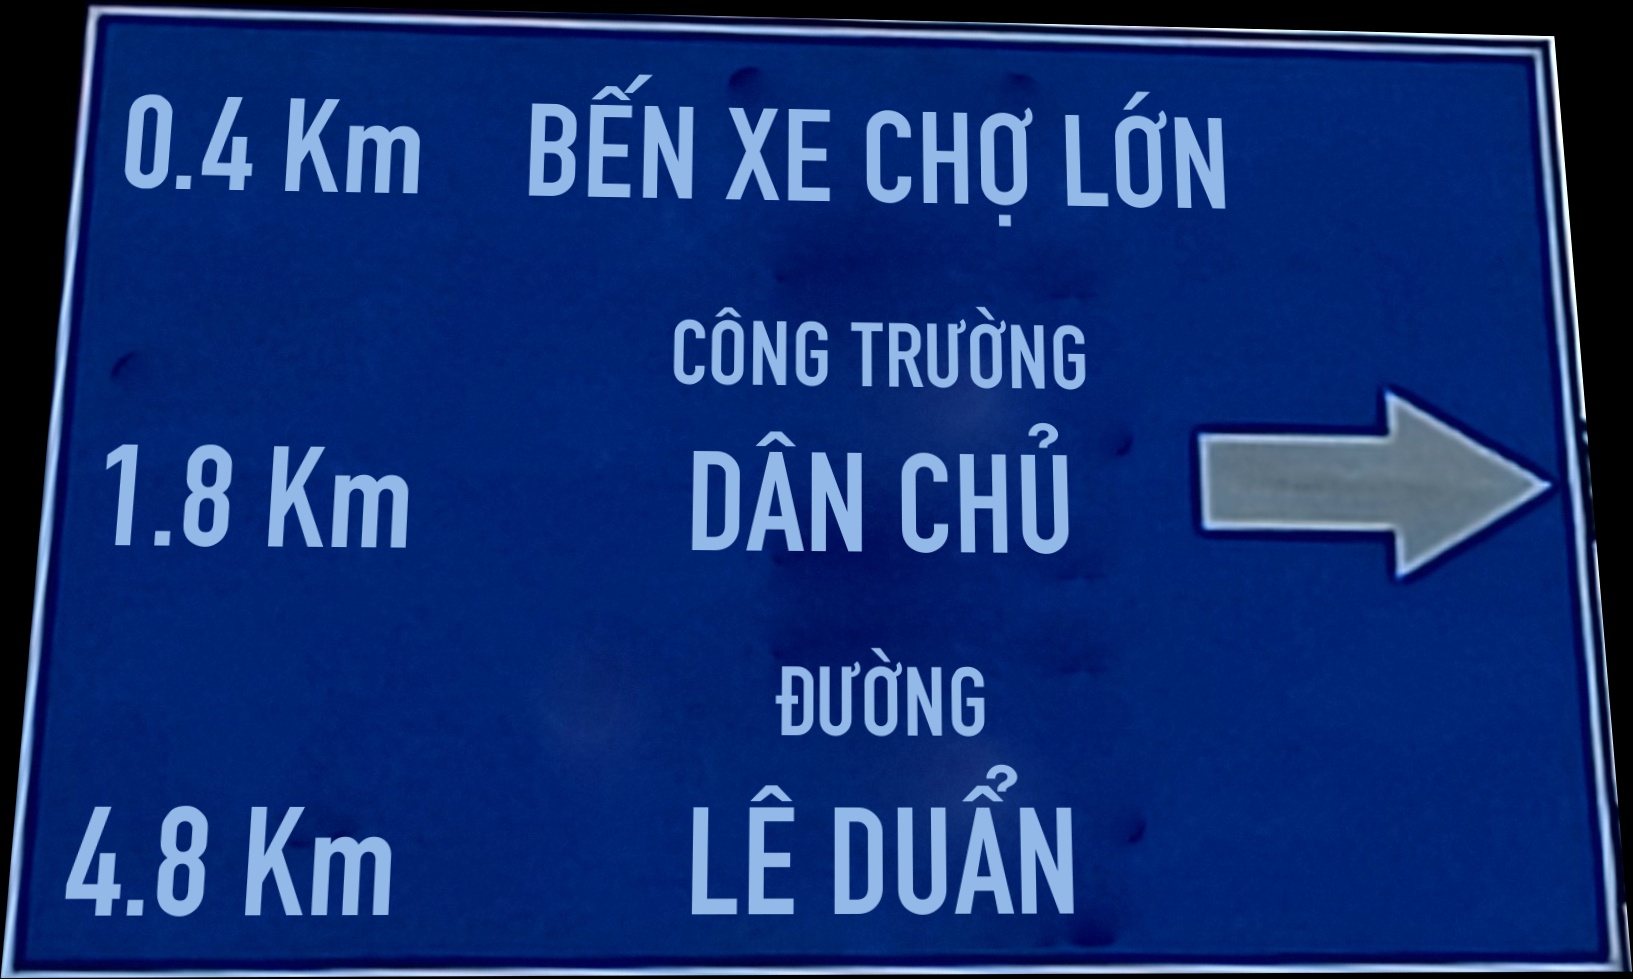 0.4 Km BẾN XE CHỢ LỚN
CÔNG TRƯỜNG
1.8 Km DÂN CHỦ
ĐƯỜNG
4.8 Km LÊ DUẨN